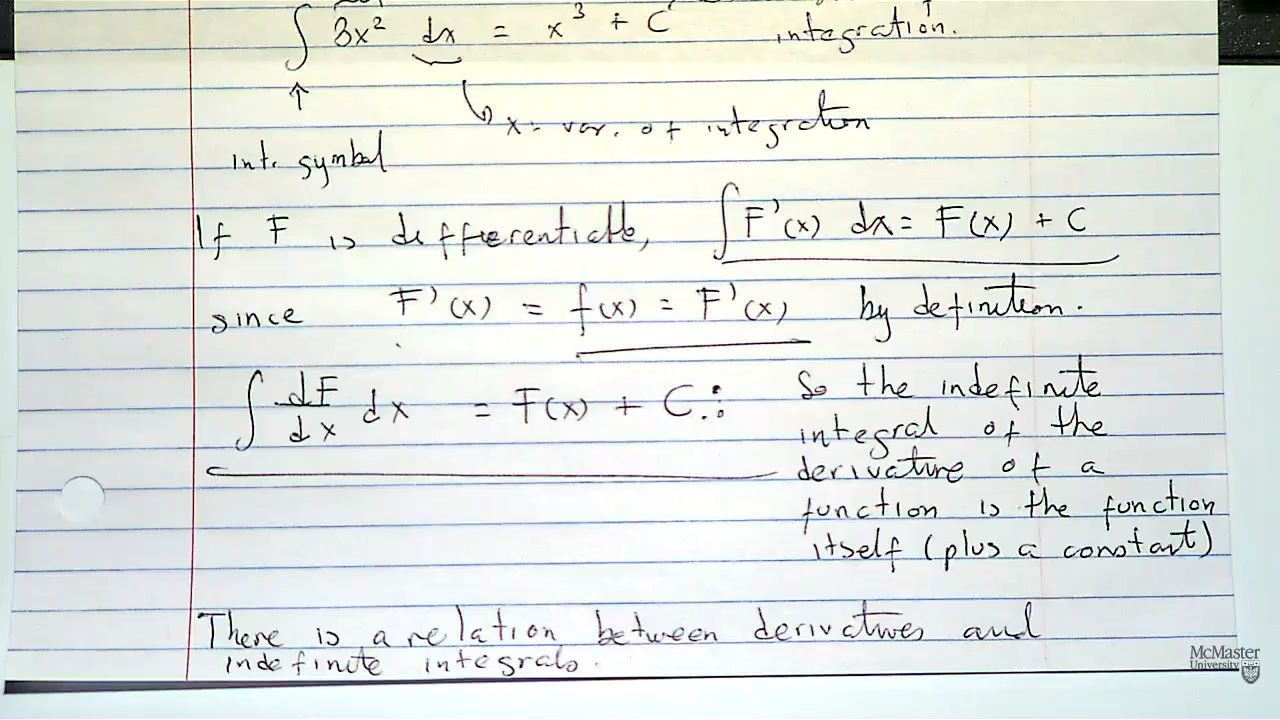 ∫ 3x² dx = x³ + C integration.
↑ x = var. of integration
int. symbol
If F is differentiable, ∫ F'(x) dx = F(x) + C
since F'(x) = f(x) = F'(x) by definition.
∫ dF/dx dx = F(x) + C ∴ So the indefinite
integral of the
derivative of a
function is the function
itself (plus a constant)
There is a relation between derivatives and
indefinite integrals.
McMaster
University